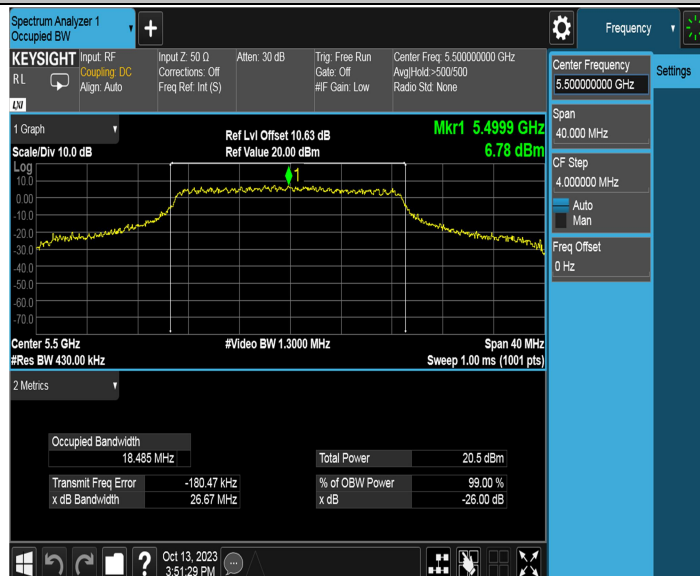 Spectrum Analyzer 1
Occupied BW
+
Frequency
KEYSIGHT
Input: RF
Coupling: DC
Align: Auto
Input Z: 50 Ω
Corrections: Off
Freq Ref: Int (S)
Atten: 30 dB
Trig: Free Run
Gate: Off
#IF Gain: Low
Center Freq: 5.500000000 GHz
Avg|Hold:>500/500
Radio Std: None
RL
LXI
Center Frequency
5.500000000 GHz
Settings
Span
40.000 MHz
CF Step
4.000000 MHz
Auto
Man
Freq Offset
0 Hz
1 Graph
Scale/Div 10.0 dB
Ref Lvl Offset 10.63 dB
Ref Value 20.00 dBm
Mkr1 5.4999 GHz
6.78 dBm
Log
10.0
0.00
-10.0
-20.0
-30.0
-40.0
-50.0
-60.0
-70.0
1
Center 5.5 GHz
#Res BW 430.00 kHz
#Video BW 1.3000 MHz
Span 40 MHz
Sweep 1.00 ms (1001 pts)
2 Metrics
Occupied Bandwidth
18.485 MHz
Transmit Freq Error -180.47 kHz
x dB Bandwidth 26.67 MHz
Total Power 20.5 dBm
% of OBW Power 99.00 %
x dB -26.00 dB
?
Oct 13, 2023
3:51:29 PM